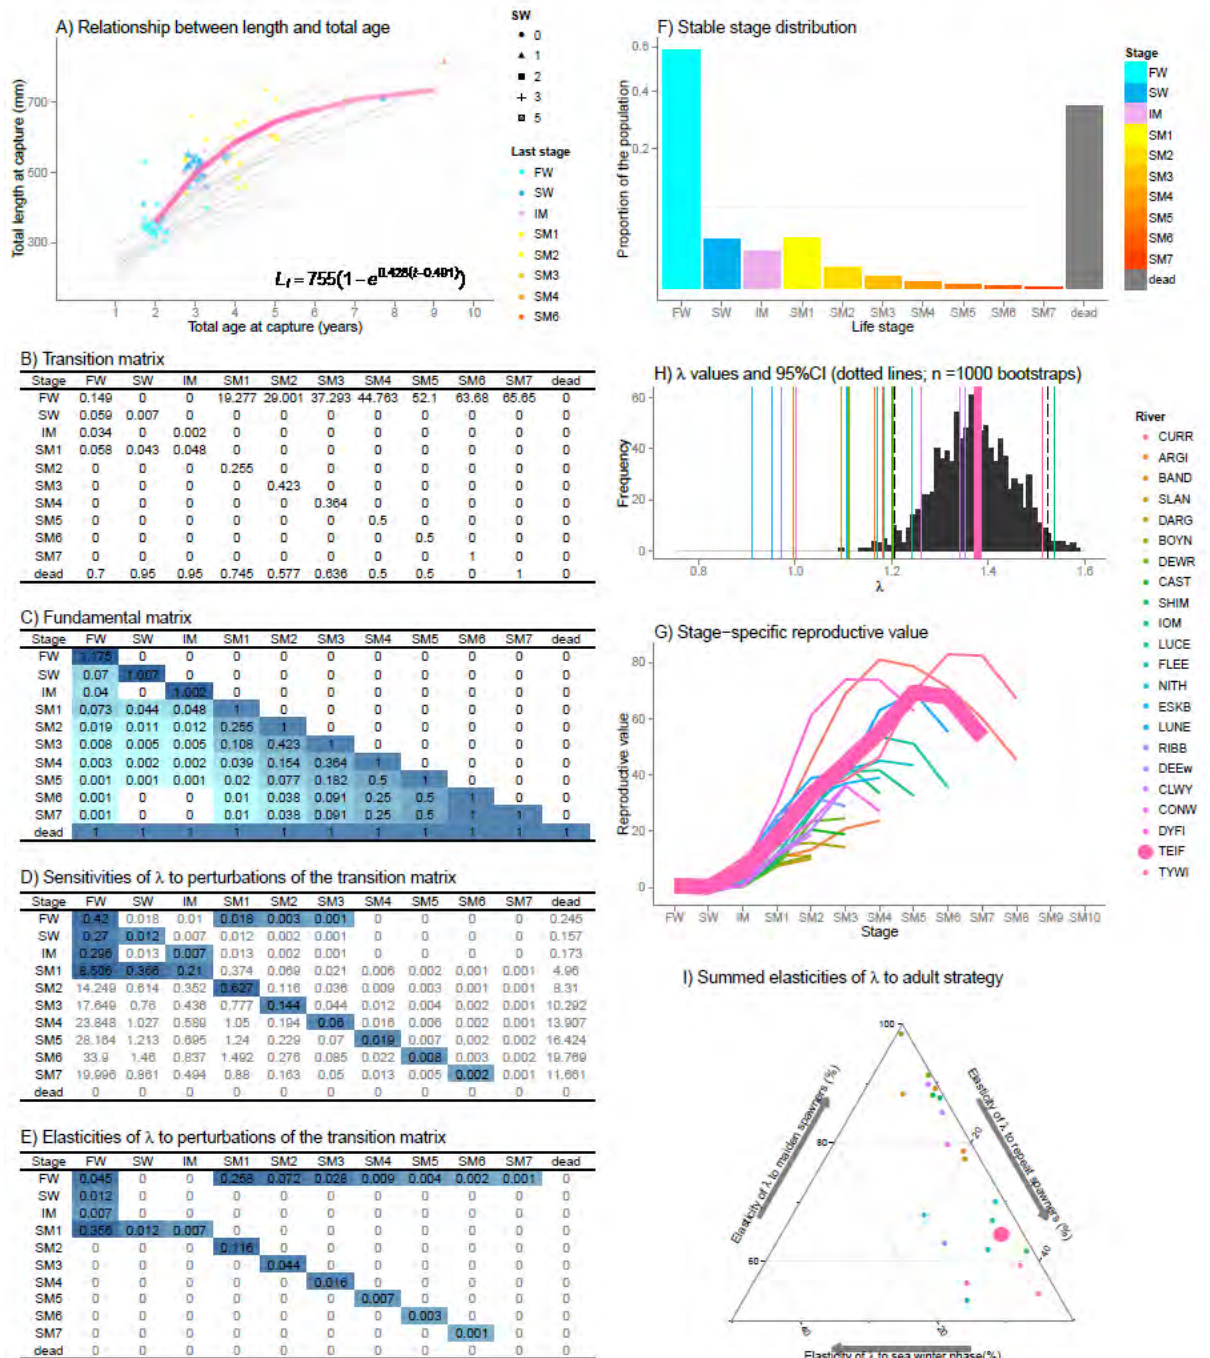 A) Relationship between length and total age
Total length at capture (mm)
700
500
300
1 2 3 4 5 6 7 8 9 10
Total age at capture (years)
SW
0
1
2
3
5
Last stage
FW
SW
IM
SM1
SM2
SM3
SM4
SM6
B) Transition matrix
Stage FW SW IM SM1 SM2 SM3 SM4 SM5 SM6 SM7 dead
FW 0.149 0 0 19.277 29.001 37.293 44.763 52.1 63.68 65.65 0
SW 0.059 0.007 0 0 0 0 0 0 0 0 0
IM 0.034 0 0.002 0 0 0 0 0 0 0 0
SM1 0.058 0.043 0.048 0 0 0 0 0 0 0 0
SM2 0 0 0 0.255 0 0 0 0 0 0 0
SM3 0 0 0 0 0.423 0 0 0 0 0 0
SM4 0 0 0 0 0 0.364 0 0 0 0 0
SM5 0 0 0 0 0 0 0.5 0 0 0 0
SM6 0 0 0 0 0 0 0 0.5 0 0 0
SM7 0 0 0 0 0 0 0 0 1 0 0
dead 0.7 0.95 0.95 0.745 0.577 0.636 0.5 0.5 0 1 0
C) Fundamental matrix
Stage FW SW IM SM1 SM2 SM3 SM4 SM5 SM6 SM7 dead
FW 1.175 0 0 0 0 0 0 0 0 0 0
SW 0.07 1.007 0 0 0 0 0 0 0 0 0
IM 0.04 0 1.002 0 0 0 0 0 0 0 0
SM1 0.073 0.044 0.048 1 0 0 0 0 0 0 0
SM2 0.019 0.011 0.012 0.255 1 0 0 0 0 0 0
SM3 0.008 0.005 0.005 0.108 0.423 1 0 0 0 0 0
SM4 0.003 0.002 0.002 0.039 0.154 0.364 1 0 0 0 0
SM5 0.001 0.001 0.001 0.02 0.077 0.182 0.5 1 0 0 0
SM6 0.001 0 0 0.01 0.038 0.091 0.25 0.5 1 0 0
SM7 0.001 0 0 0.01 0.038 0.091 0.25 0.5 1 1 0
dead 1 1 1 1 1 1 1 1 1 1 1
D) Sensitivities of λ to perturbations of the transition matrix
Stage FW SW IM SM1 SM2 SM3 SM4 SM5 SM6 SM7 dead
FW 0.42 0.018 0.01 0.018 0.003 0.001 0 0 0 0 0.245
SW 0.27 0.012 0.007 0.012 0.002 0.001 0 0 0 0 0.157
IM 0.296 0.013 0.007 0.013 0.002 0.001 0 0 0 0 0.173
SM1 8.506 0.366 0.21 0.374 0.069 0.021 0.006 0.002 0.001 0.001 4.96
SM2 14.249 0.614 0.352 0.627 0.116 0.036 0.009 0.003 0.001 0.001 8.31
SM3 17.649 0.76 0.436 0.777 0.144 0.044 0.012 0.004 0.002 0.001 10.292
SM4 23.848 1.027 0.589 1.05 0.194 0.06 0.016 0.006 0.002 0.001 13.907
SM5 28.164 1.213 0.695 1.24 0.229 0.07 0.019 0.007 0.002 0.002 16.424
SM6 33.9 1.46 0.837 1.492 0.276 0.085 0.022 0.008 0.003 0.002 19.769
SM7 19.996 0.861 0.494 0.88 0.163 0.05 0.013 0.005 0.002 0.001 11.661
dead 0 0 0 0 0 0 0 0 0 0 0
E) Elasticities of λ to perturbations of the transition matrix
Stage FW SW IM SM1 SM2 SM3 SM4 SM5 SM6 SM7 dead
FW 0.045 0 0 0.258 0.072 0.028 0.009 0.004 0.002 0.001 0
SW 0.012 0 0 0 0 0 0 0 0 0 0
IM 0.007 0 0 0 0 0 0 0 0 0 0
SM1 0.356 0.012 0.007 0 0 0 0 0 0 0 0
SM2 0 0 0 0.116 0 0 0 0 0 0 0
SM3 0 0 0 0 0.044 0 0 0 0 0 0
SM4 0 0 0 0 0 0.016 0 0 0 0 0
SM5 0 0 0 0 0 0 0.007 0 0 0 0
SM6 0 0 0 0 0 0 0 0.003 0 0 0
SM7 0 0 0 0 0 0 0 0 0.001 0 0
dead 0 0 0 0 0 0 0 0 0 0 0
F) Stable stage distribution
Proportion of the population
0.6
0.4
0.2
FW SW IM SM1 SM2 SM3 SM4 SM5 SM6 SM7 dead
Life stage
Stage
FW
SW
IM
SM1
SM2
SM3
SM4
SM5
SM6
SM7
dead
H) λ values and 95%CI (dotted lines; n =1000 bootstraps)
Frequency
60
40
20
0
0.8 1.0 1.2 1.4 1.6
λ
River
CURR
ARGI
BAND
SLAN
DARG
BOYN
DEWR
CAST
SHIM
IOM
LUCE
FLEE
NITH
ESKB
LUNE
RIBB
DEEw
CLWY
CONW
DYFI
TEIF
TYWI
G) Stage−specific reproductive value
Reproductive value
80
60
40
20
0
FW SW IM SM1 SM2 SM3 SM4 SM5 SM6 SM7 SM8 SM9 SM10
Stage
I) Summed elasticities of λ to adult strategy
100
80
60
20
40
40
20
Elasticity of λ to maiden spawners (%)
Elasticity of λ to repeat spawners (%)
Elasticity of λ to sea winter phase(%)